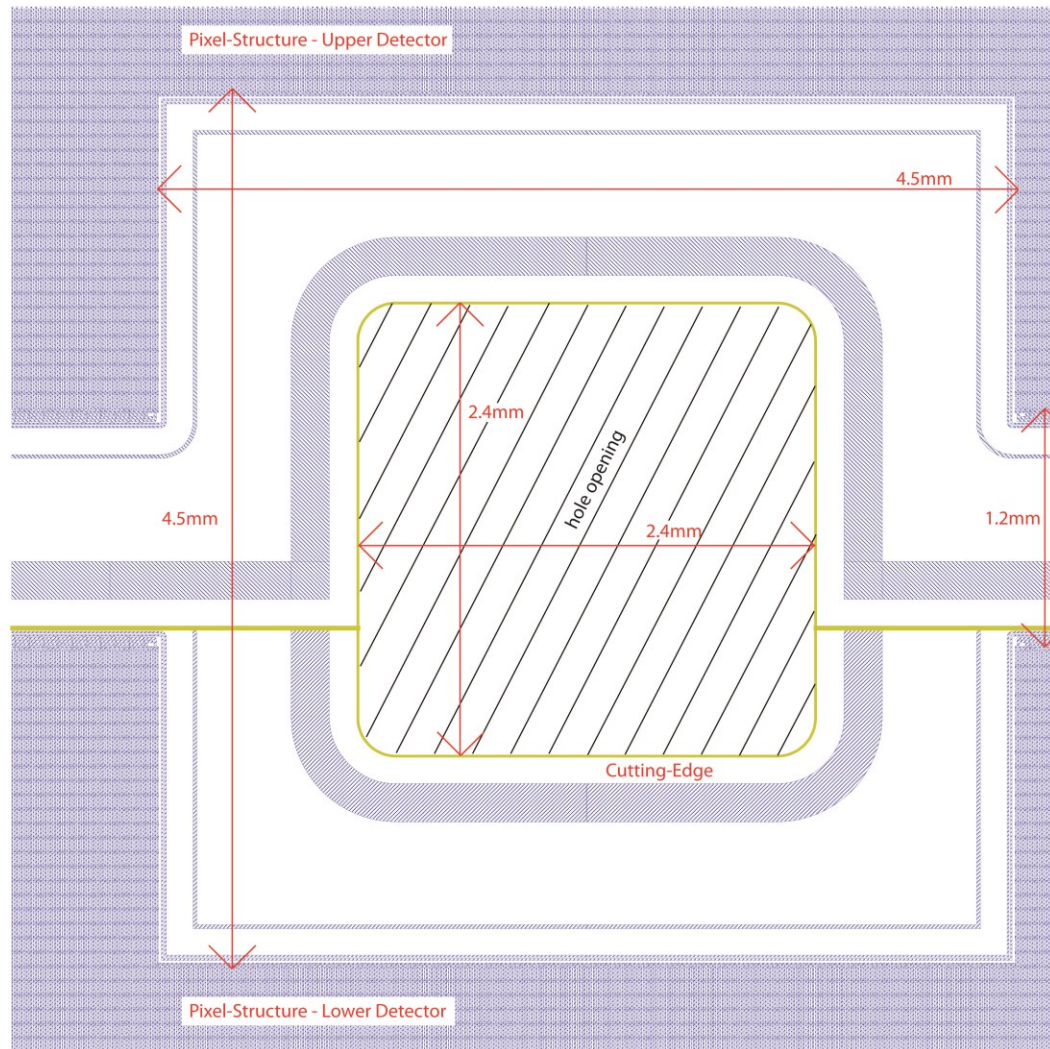 Pixel-Structure - Upper Detector
4.5mm
2.4mm
hole opening
4.5mm
1.2mm
2.4mm
Cutting-Edge
Pixel-Structure - Lower Detector